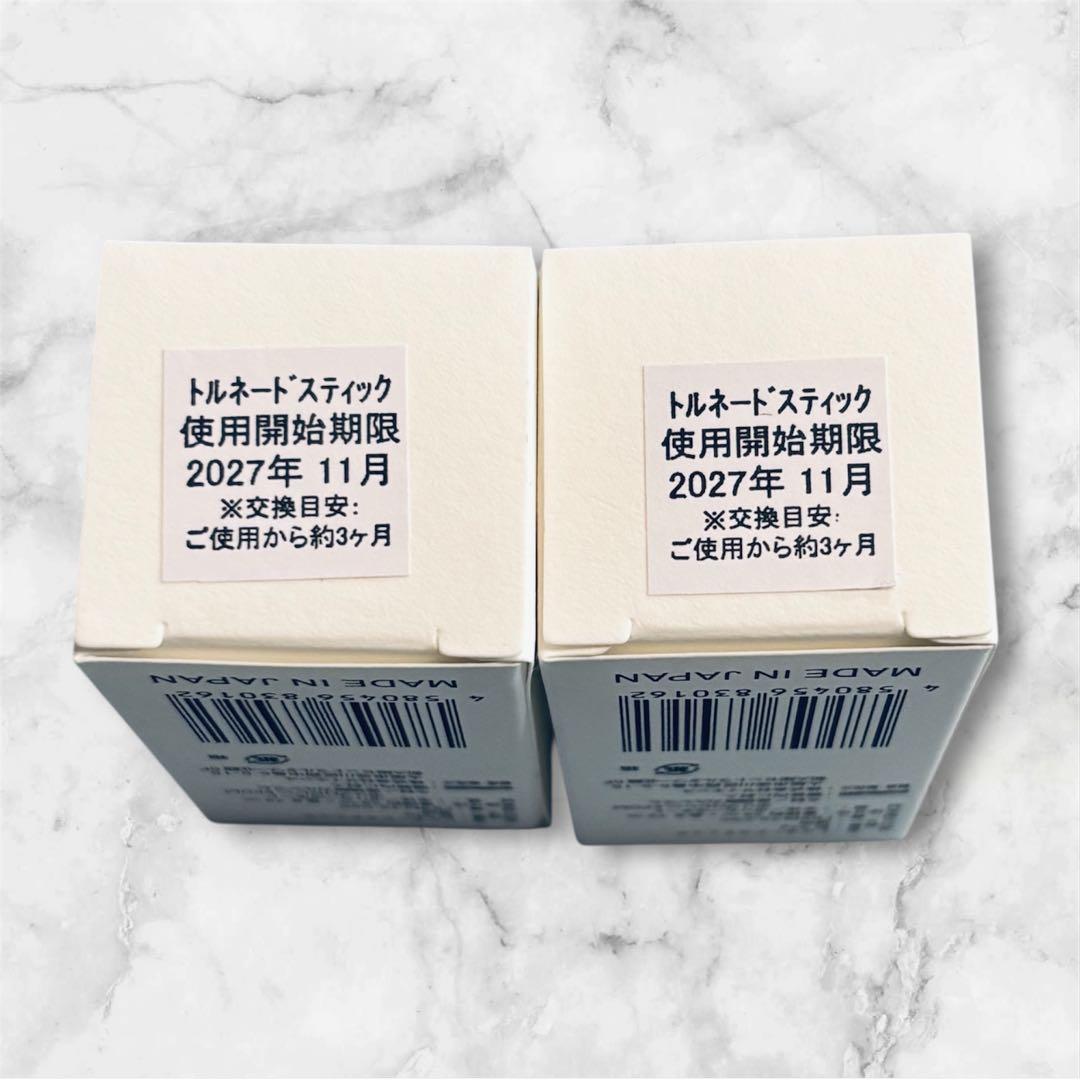 トルネードスティック
使用開始期限
2027年 11月
※交換目安:
ご使用から約3ヶ月
MADE IN JAPAN
4 580456 830162
トルネードスティック
使用開始期限
2027年 11月
※交換目安:
ご使用から約3ヶ月
MADE IN JAPAN
4 580456 830162